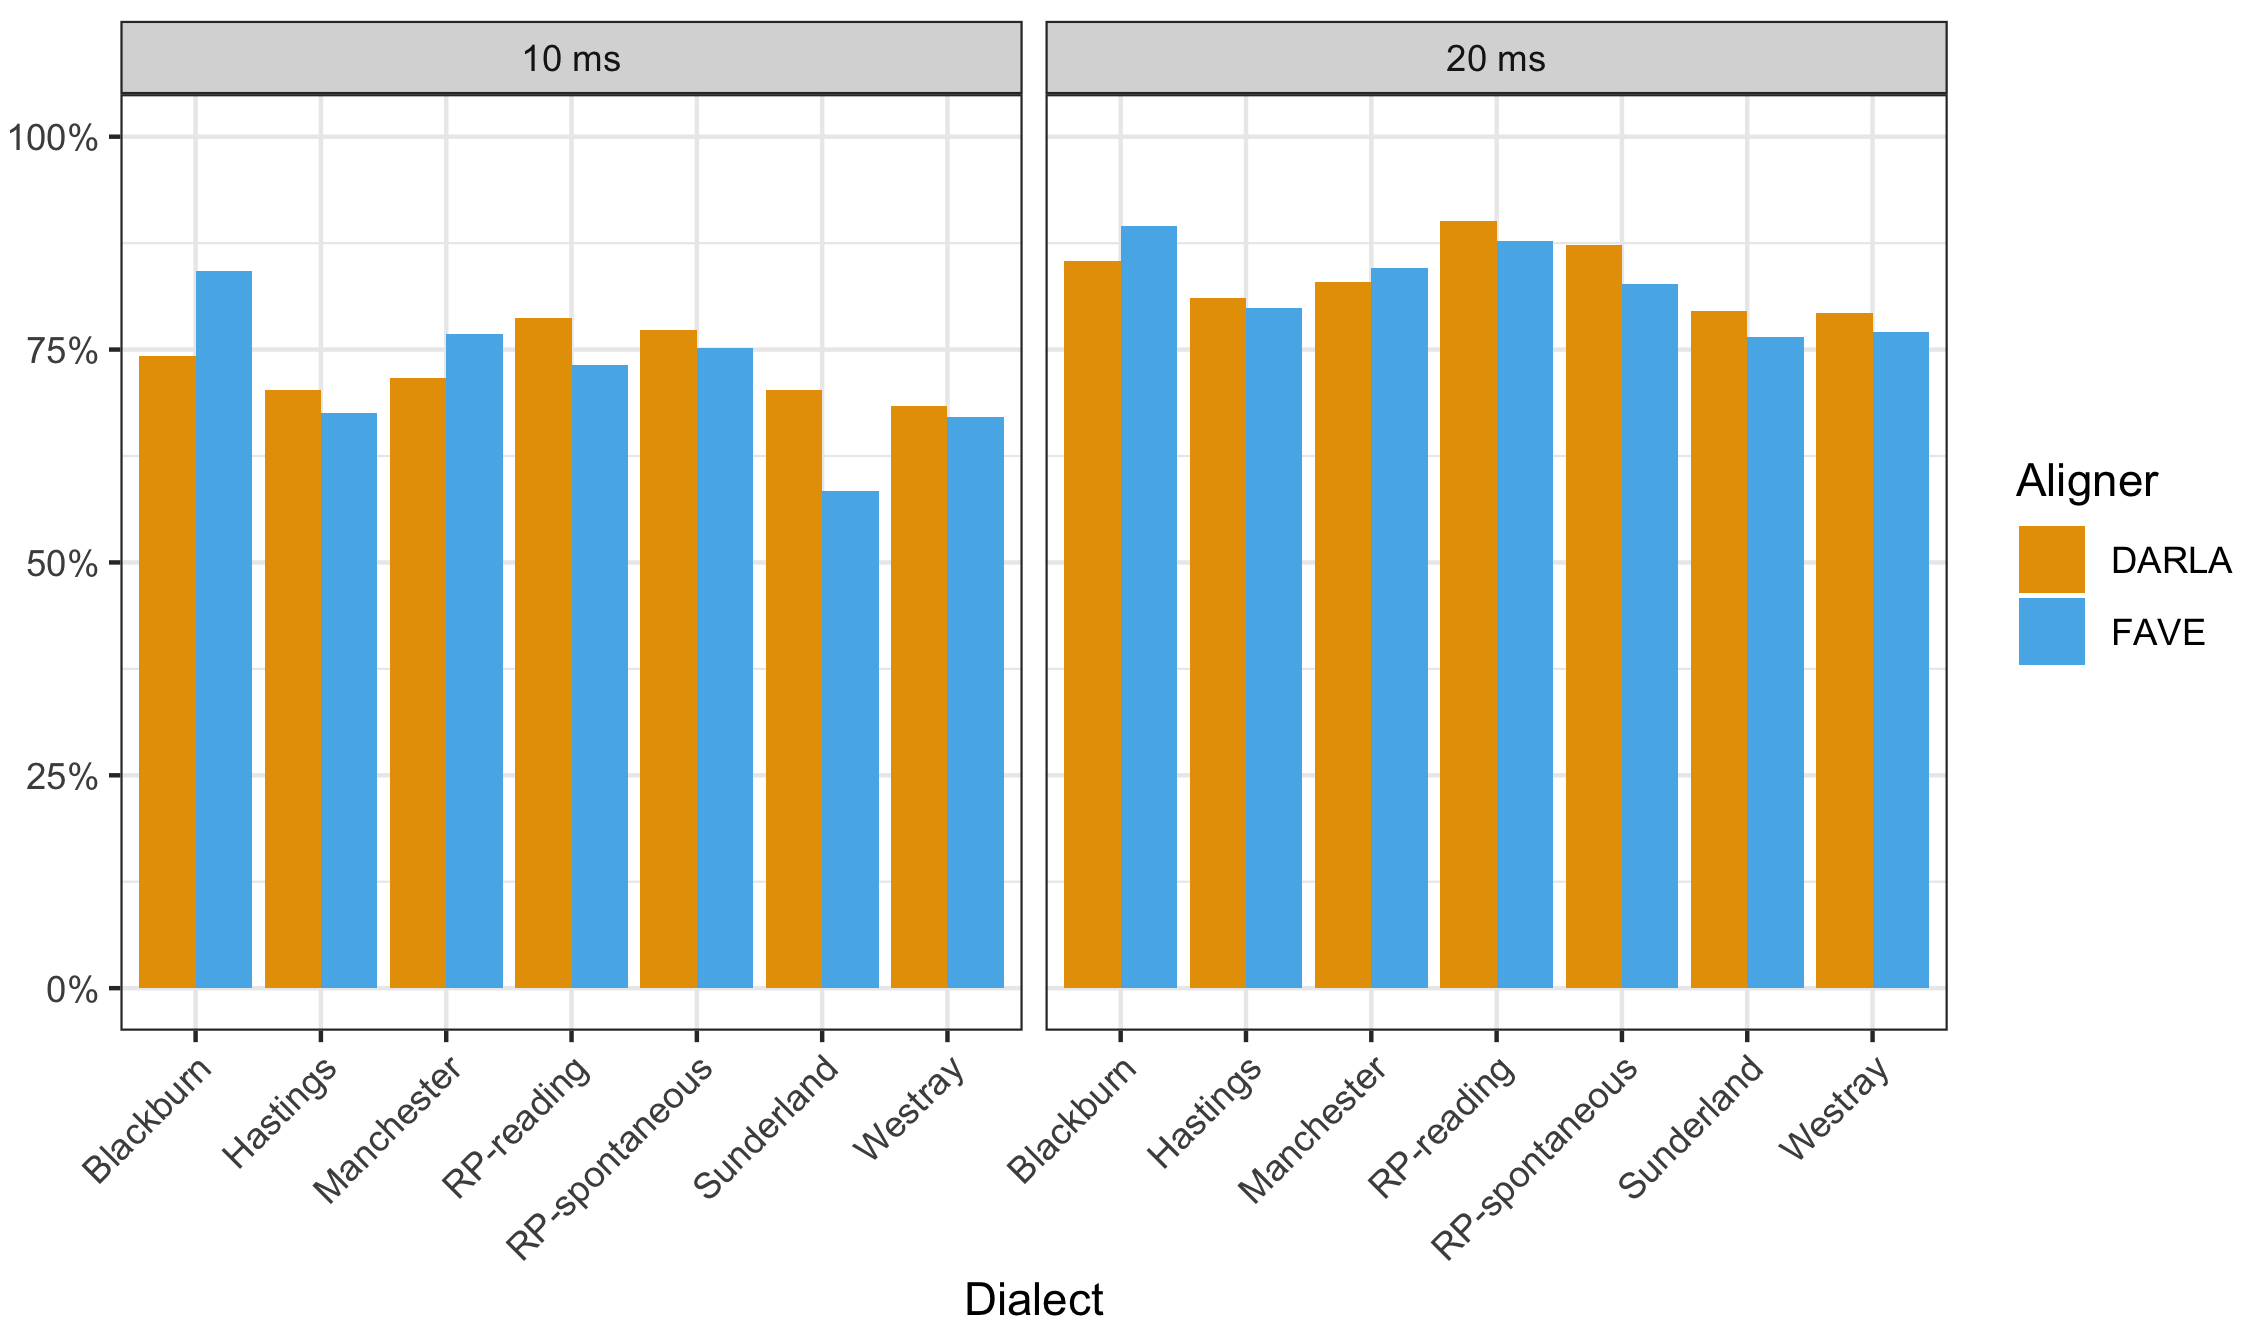 10 ms
20 ms
100%
75%
50%
25%
0%
Blackburn
Hastings
Manchester
RP-reading
RP-spontaneous
Sunderland
Westray
Blackburn
Hastings
Manchester
RP-reading
RP-spontaneous
Sunderland
Westray
Dialect
Aligner
DARLA
FAVE